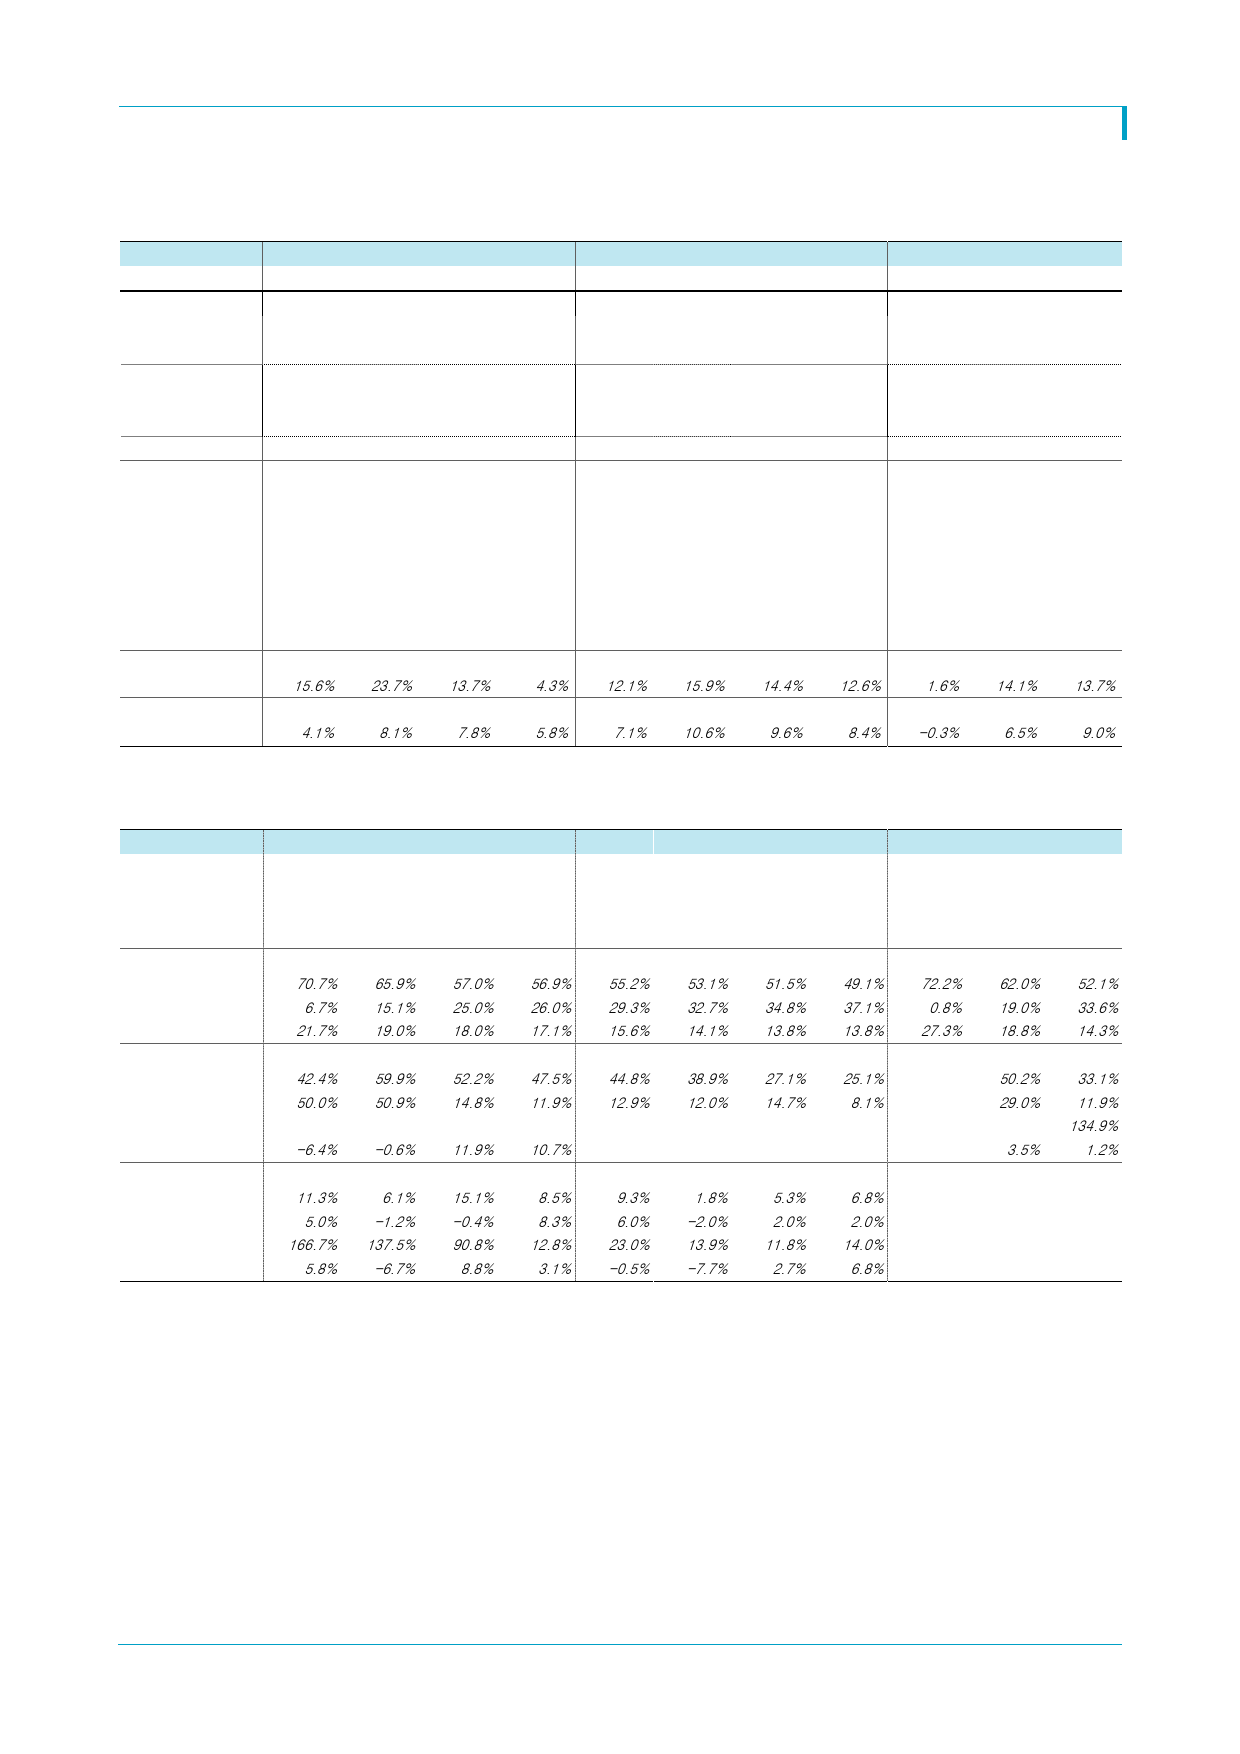 15.6% 23.7% 13.7% 4.3% 12.1% 15.9% 14.4% 12.6% 1.6% 14.1% 13.7%
4.1% 8.1% 7.8% 5.8% 7.1% 10.6% 9.6% 8.4% -0.3% 6.5% 9.0%
70.7% 65.9% 57.0% 56.9% 55.2% 53.1% 51.5% 49.1% 72.2% 62.0% 52.1%
6.7% 15.1% 25.0% 26.0% 29.3% 32.7% 34.8% 37.1% 0.8% 19.0% 33.6%
21.7% 19.0% 18.0% 17.1% 15.6% 14.1% 13.8% 13.8% 27.3% 18.8% 14.3%
42.4% 59.9% 52.2% 47.5% 44.8% 38.9% 27.1% 25.1% 50.2% 33.1%
50.0% 50.9% 14.8% 11.9% 12.9% 12.0% 14.7% 8.1% 29.0% 11.9%
134.9%
-6.4% -0.6% 11.9% 10.7% 3.5% 1.2%
11.3% 6.1% 15.1% 8.5% 9.3% 1.8% 5.3% 6.8%
5.0% -1.2% -0.4% 8.3% 6.0% -2.0% 2.0% 2.0%
166.7% 137.5% 90.8% 12.8% 23.0% 13.9% 11.8% 14.0%
5.8% -6.7% 8.8% 3.1% -0.5% -7.7% 2.7% 6.8%